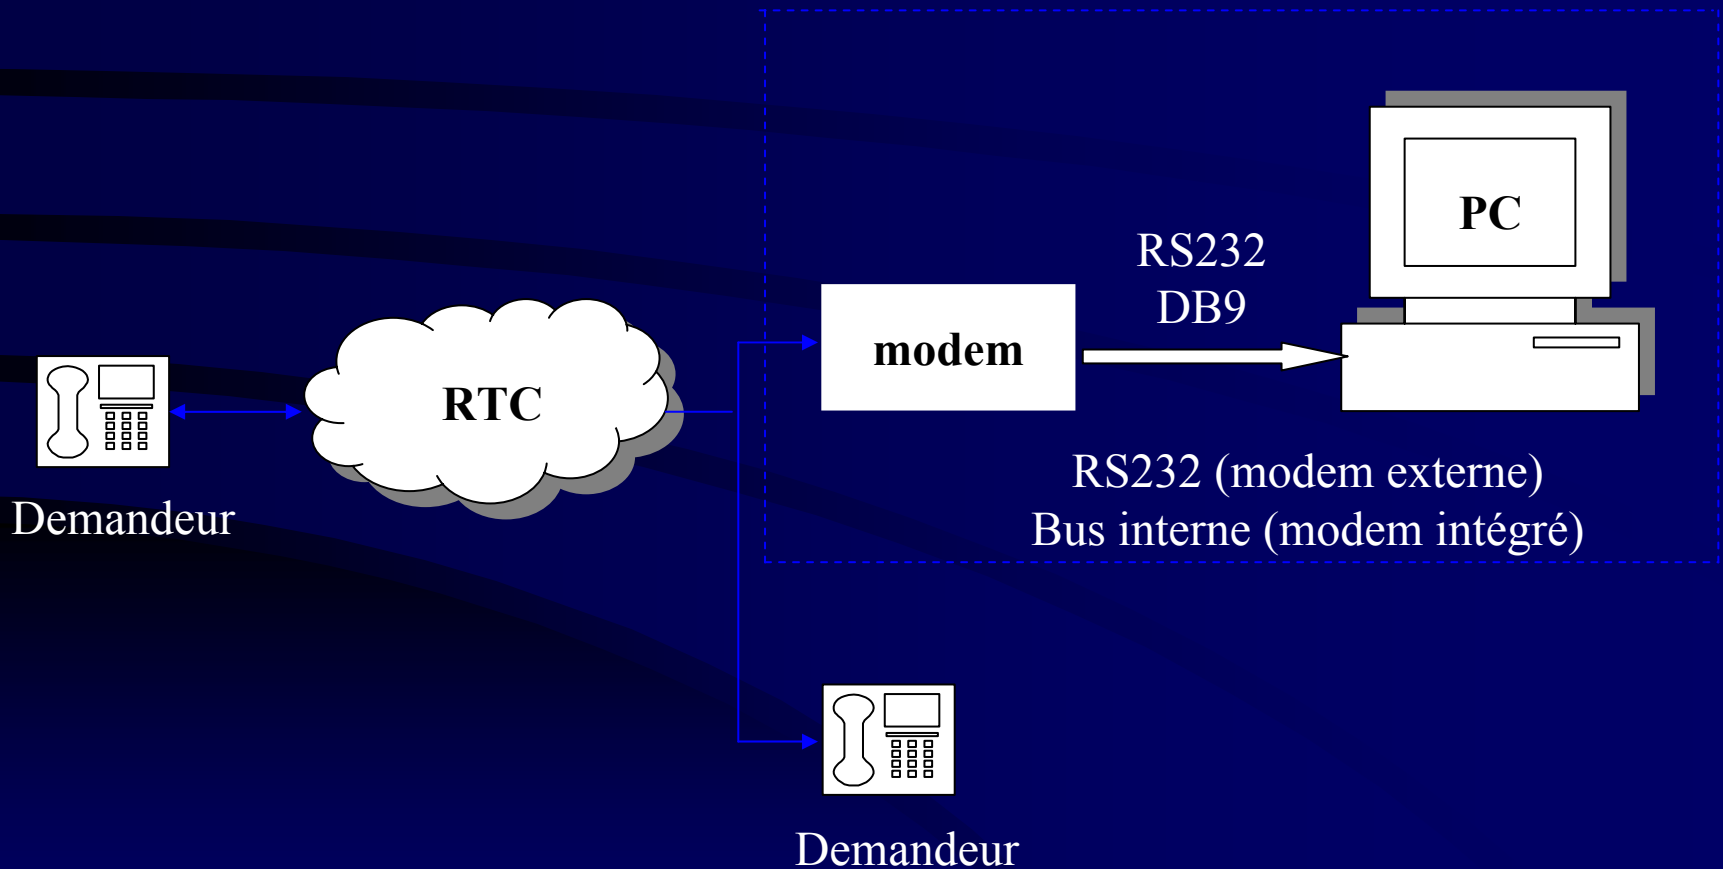 PC
RS232
DB9
modem
RTC
RS232 (modem externe)
Bus interne (modem intégré)
Demandeur
Demandeur